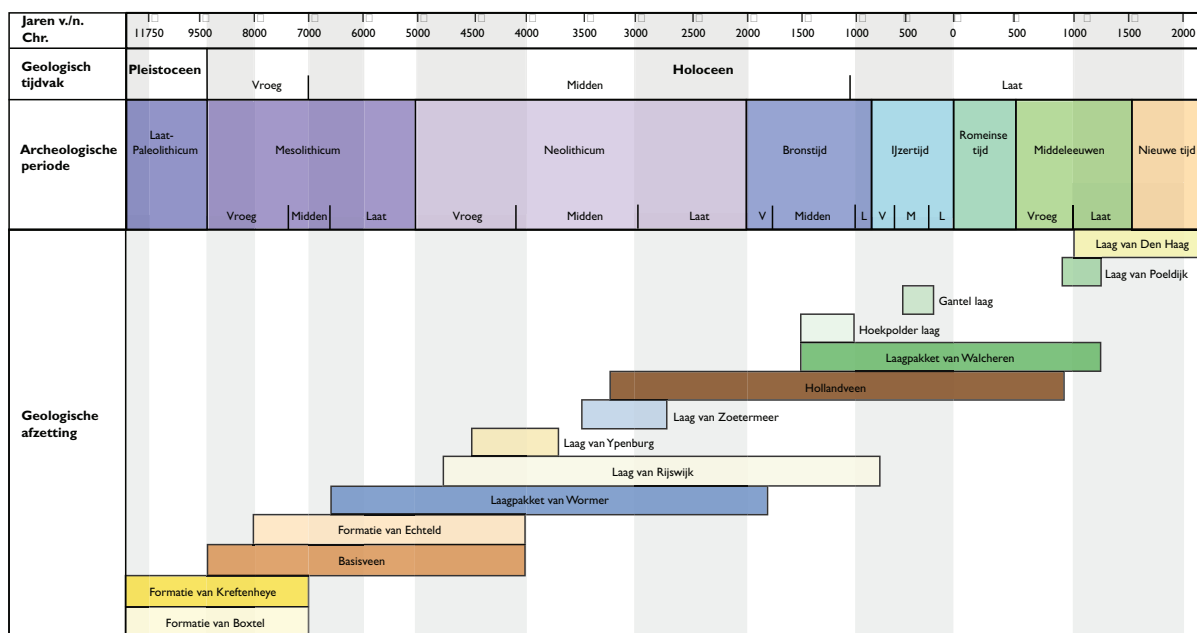 Jaren v./n.
Chr.
11750 9500 8000 7000 6000 5000 4000 3000 2500 2000 1500 1000 500 0 500 1000 1500 2000
Geologisch
tijdvak
Pleistoceen Holoceen
Vroeg Midden Laat
Archeologische
periode
Laat-
Paleolithicum
Mesolithicum
Neolithicum
Bronstijd
IJzertijd
Romeinse
tijd
Middeleeuwen
Nieuwe tijd
Vroeg Midden Laat Vroeg Midden Laat V Midden L V M L Vroeg Laat
Geologische
afzetting
Laag van Den Haag
Laag van Poeldijk
Gantel laag
Hoekpolder laag
Laagpakket van Walcheren
Hollandveen
Laag van Zoetermeer
Laag van Ypenburg
Laag van Rijswijk
Laagpakket van Wormer
Formatie van Echteld
Basisveen
Formatie van Kreftenheye
Formatie van Boxtel